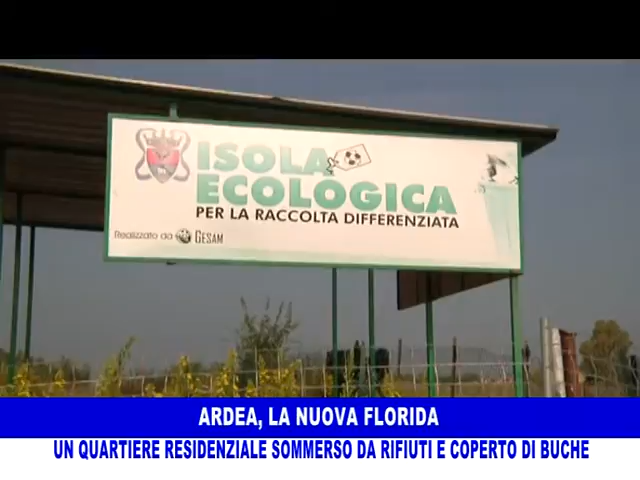 ISOLA
ECOLOGICA
PER LA RACCOLTA DIFFERENZIATA
Realizzato da GESAM
ARDEA, LA NUOVA FLORIDA
UN QUARTIERE RESIDENZIALE SOMMERSO DA RIFIUTI E COPERTO DI BUCHE